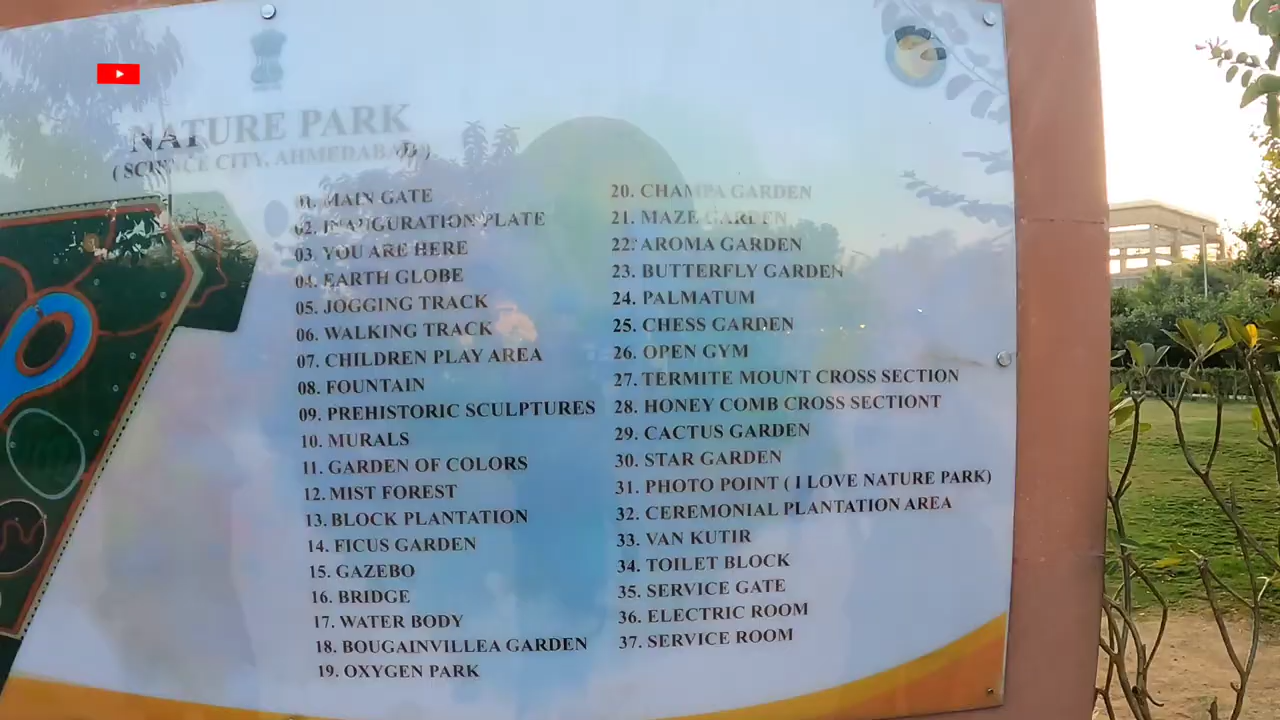 NATURE PARK
( SCIENCE CITY, AHMEDABAD )
01. MAIN GATE
02. INAUGURATION PLATE
03. YOU ARE HERE
04. EARTH GLOBE
05. JOGGING TRACK
06. WALKING TRACK
07. CHILDREN PLAY AREA
08. FOUNTAIN
09. PREHISTORIC SCULPTURES
10. MURALS
11. GARDEN OF COLORS
12. MIST FOREST
13. BLOCK PLANTATION
14. FICUS GARDEN
15. GAZEBO
16. BRIDGE
17. WATER BODY
18. BOUGAINVILLEA GARDEN
19. OXYGEN PARK
20. CHAMPA GARDEN
21. MAZE GARDEN
22. AROMA GARDEN
23. BUTTERFLY GARDEN
24. PALMATUM
25. CHESS GARDEN
26. OPEN GYM
27. TERMITE MOUNT CROSS SECTION
28. HONEY COMB CROSS SECTIONT
29. CACTUS GARDEN
30. STAR GARDEN
31. PHOTO POINT ( I LOVE NATURE PARK)
32. CEREMONIAL PLANTATION AREA
33. VAN KUTIR
34. TOILET BLOCK
35. SERVICE GATE
36. ELECTRIC ROOM
37. SERVICE ROOM